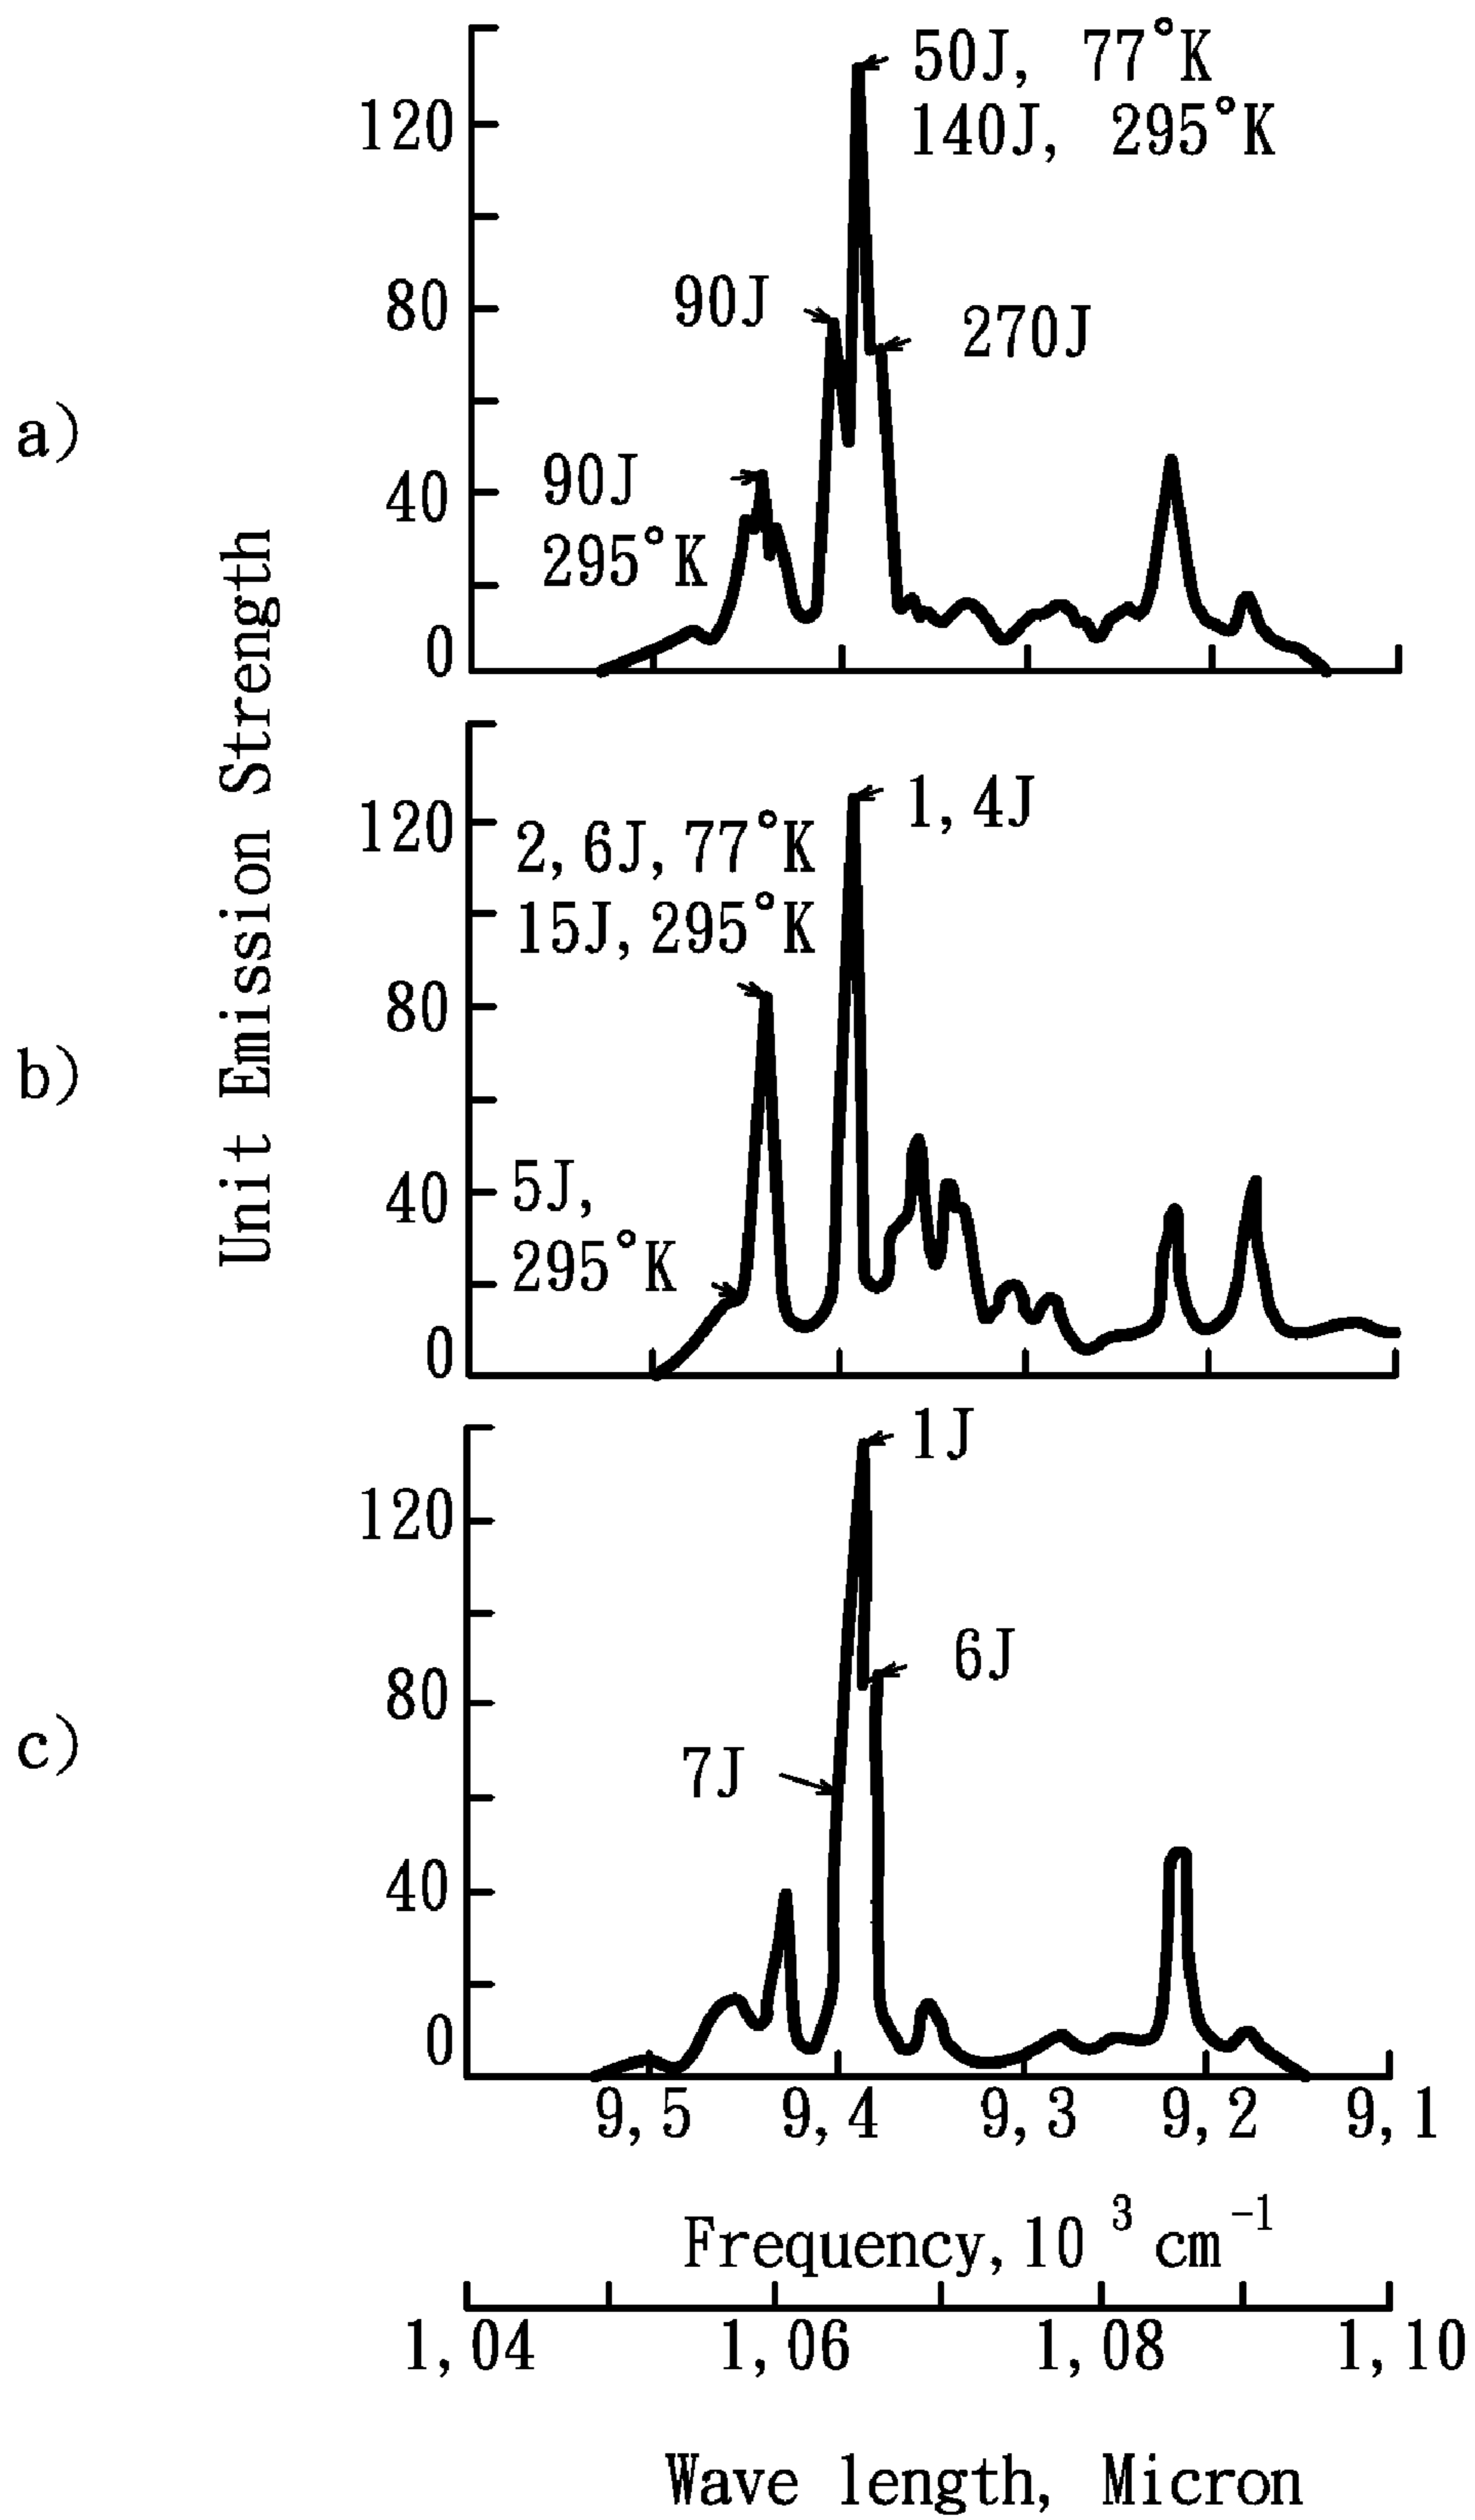 50J, 77°K
140J, 295°K
120
90J
80
270J
a)
90J
40
295°K
0
Unit Emission Strength
1,4J
120
2,6J,77°K
15J,295°K
80
b)
5J,
40
295°K
0
1J
120
6J
80
c)
7J
40
0
9,5 9,4 9,3 9,2 9,1
Frequency,10 ³ cm ⁻¹
1,04 1,06 1,08 1,10
Wave length, Micron